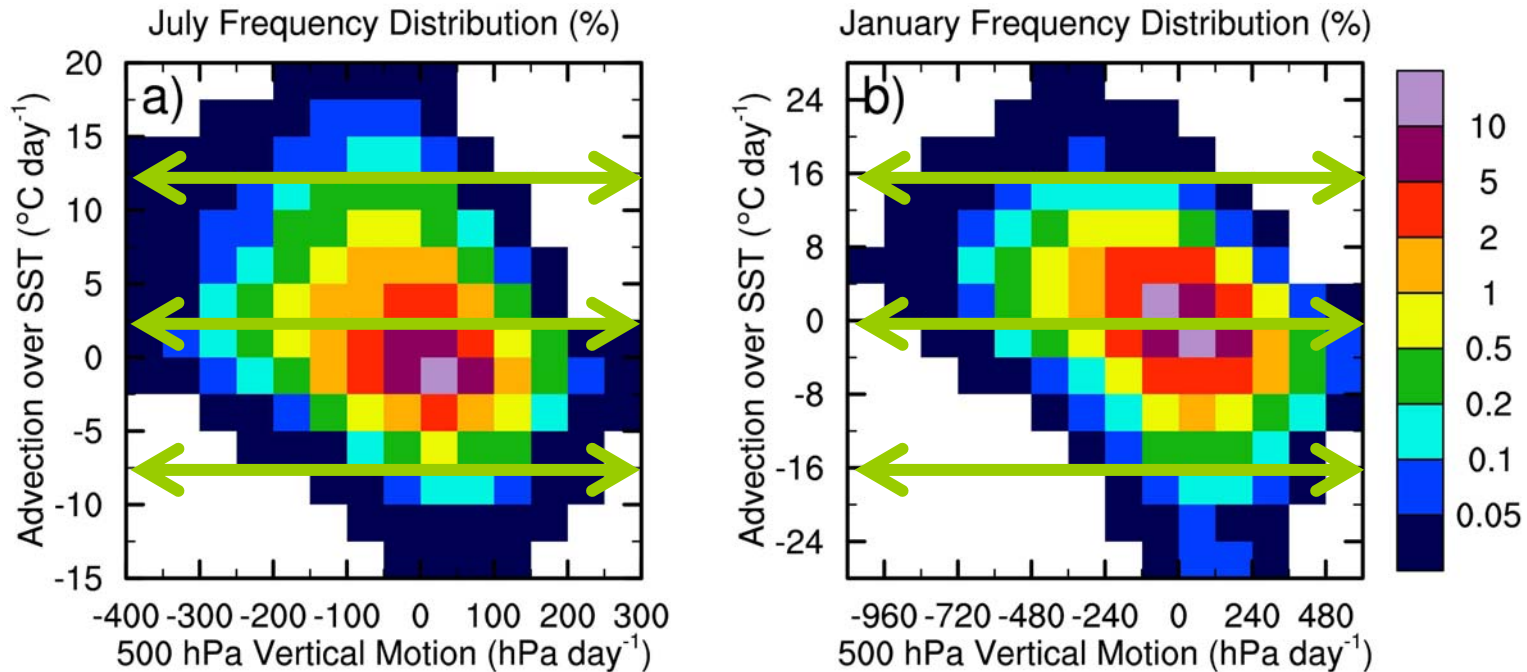 July Frequency Distribution (%)
a)
Advection over SST (°C day⁻¹)
20
15
10
5
0
-5
-10
-15
-400 -300 -200 -100 0 100 200 300
500 hPa Vertical Motion (hPa day⁻¹)
January Frequency Distribution (%)
b)
Advection over SST (°C day⁻¹)
24
16
8
0
-8
-16
-24
-960 -720 -480 -240 0 240 480
500 hPa Vertical Motion (hPa day⁻¹)
10
5
2
1
0.5
0.2
0.1
0.05